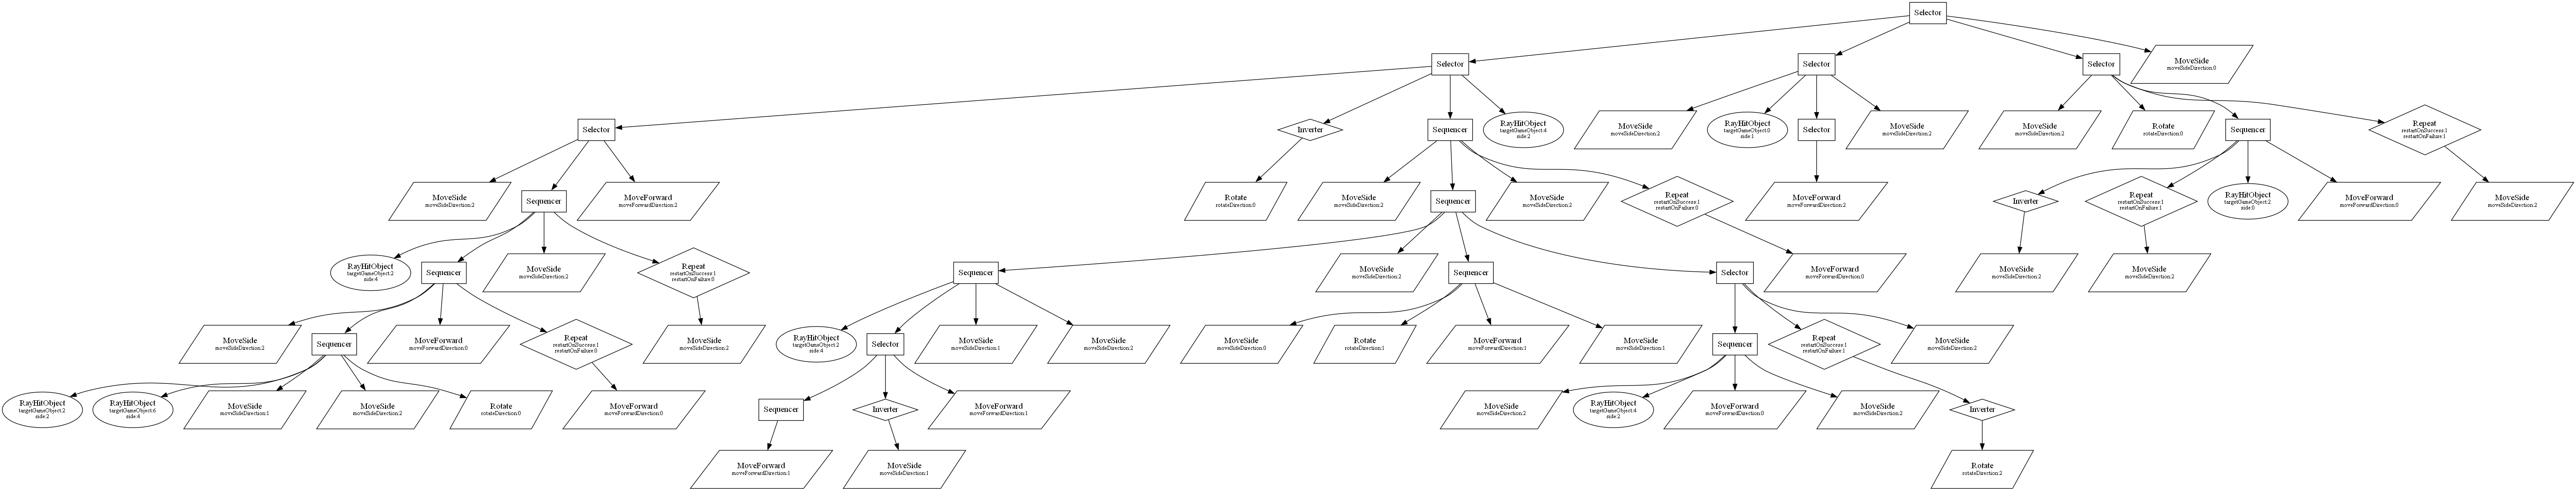 Selector
MoveSide
moveSideDirection:0
Selector
Selector
Selector
Selector
Inverter
Sequencer
RayHitObject
targetGameObject:4
side:2
MoveSide
moveSideDirection:2
RayHitObject
targetGameObject:0
side:1
Selector
MoveSide
moveSideDirection:2
MoveSide
moveSideDirection:2
Rotate
rotateDirection:0
Sequencer
Repeat
restartOnSuccess:1
restartOnFailure:1
MoveSide
moveSideDirection:2
Sequencer
MoveForward
moveForwardDirection:2
Rotate
rotateDirection:0
MoveSide
moveSideDirection:2
Sequencer
MoveSide
moveSideDirection:2
Repeat
restartOnSuccess:1
restartOnFailure:0
MoveForward
moveForwardDirection:2
Inverter
Repeat
restartOnSuccess:1
restartOnFailure:1
RayHitObject
targetGameObject:2
side:0
MoveForward
moveForwardDirection:0
MoveSide
moveSideDirection:2
RayHitObject
targetGameObject:2
side:4
Sequencer
MoveSide
moveSideDirection:2
Repeat
restartOnSuccess:1
restartOnFailure:0
Sequencer
MoveSide
moveSideDirection:2
Sequencer
Selector
MoveForward
moveForwardDirection:0
MoveSide
moveSideDirection:2
MoveSide
moveSideDirection:2
MoveSide
moveSideDirection:2
Sequencer
MoveForward
moveForwardDirection:0
Repeat
restartOnSuccess:1
restartOnFailure:0
MoveSide
moveSideDirection:2
RayHitObject
targetGameObject:2
side:4
Selector
MoveSide
moveSideDirection:1
MoveSide
moveSideDirection:2
MoveSide
moveSideDirection:0
Rotate
rotateDirection:1
MoveForward
moveForwardDirection:1
MoveSide
moveSideDirection:1
Sequencer
Repeat
restartOnSuccess:1
restartOnFailure:1
MoveSide
moveSideDirection:2
RayHitObject
targetGameObject:2
side:2
RayHitObject
targetGameObject:6
side:4
MoveSide
moveSideDirection:1
MoveSide
moveSideDirection:2
Rotate
rotateDirection:0
MoveForward
moveForwardDirection:0
Sequencer
Inverter
MoveForward
moveForwardDirection:1
MoveSide
moveSideDirection:2
RayHitObject
targetGameObject:4
side:2
MoveForward
moveForwardDirection:0
MoveSide
moveSideDirection:2
Inverter
MoveForward
moveForwardDirection:1
MoveSide
moveSideDirection:1
Rotate
rotateDirection:2